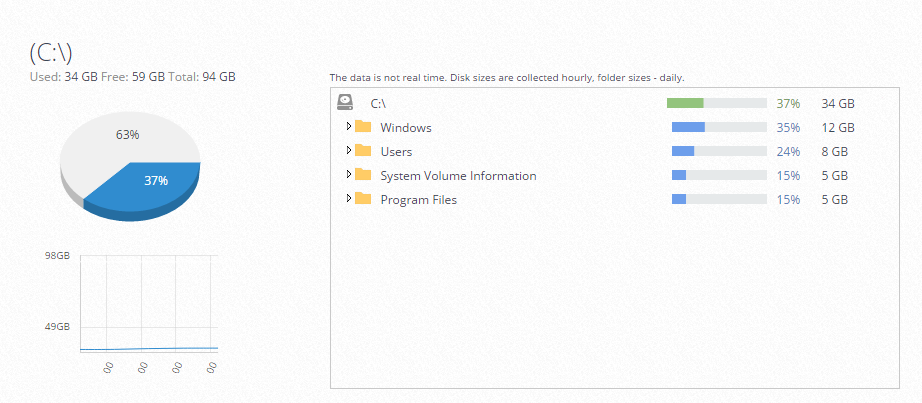 (C:\)
Used: 34 GB Free: 59 GB Total: 94 GB
The data is not real time. Disk sizes are collected hourly, folder sizes - daily.
63%
37%
C:\ 37% 34 GB
Windows 35% 12 GB
Users 24% 8 GB
System Volume Information 15% 5 GB
Program Files 15% 5 GB
98GB
49GB
00 00 00 00